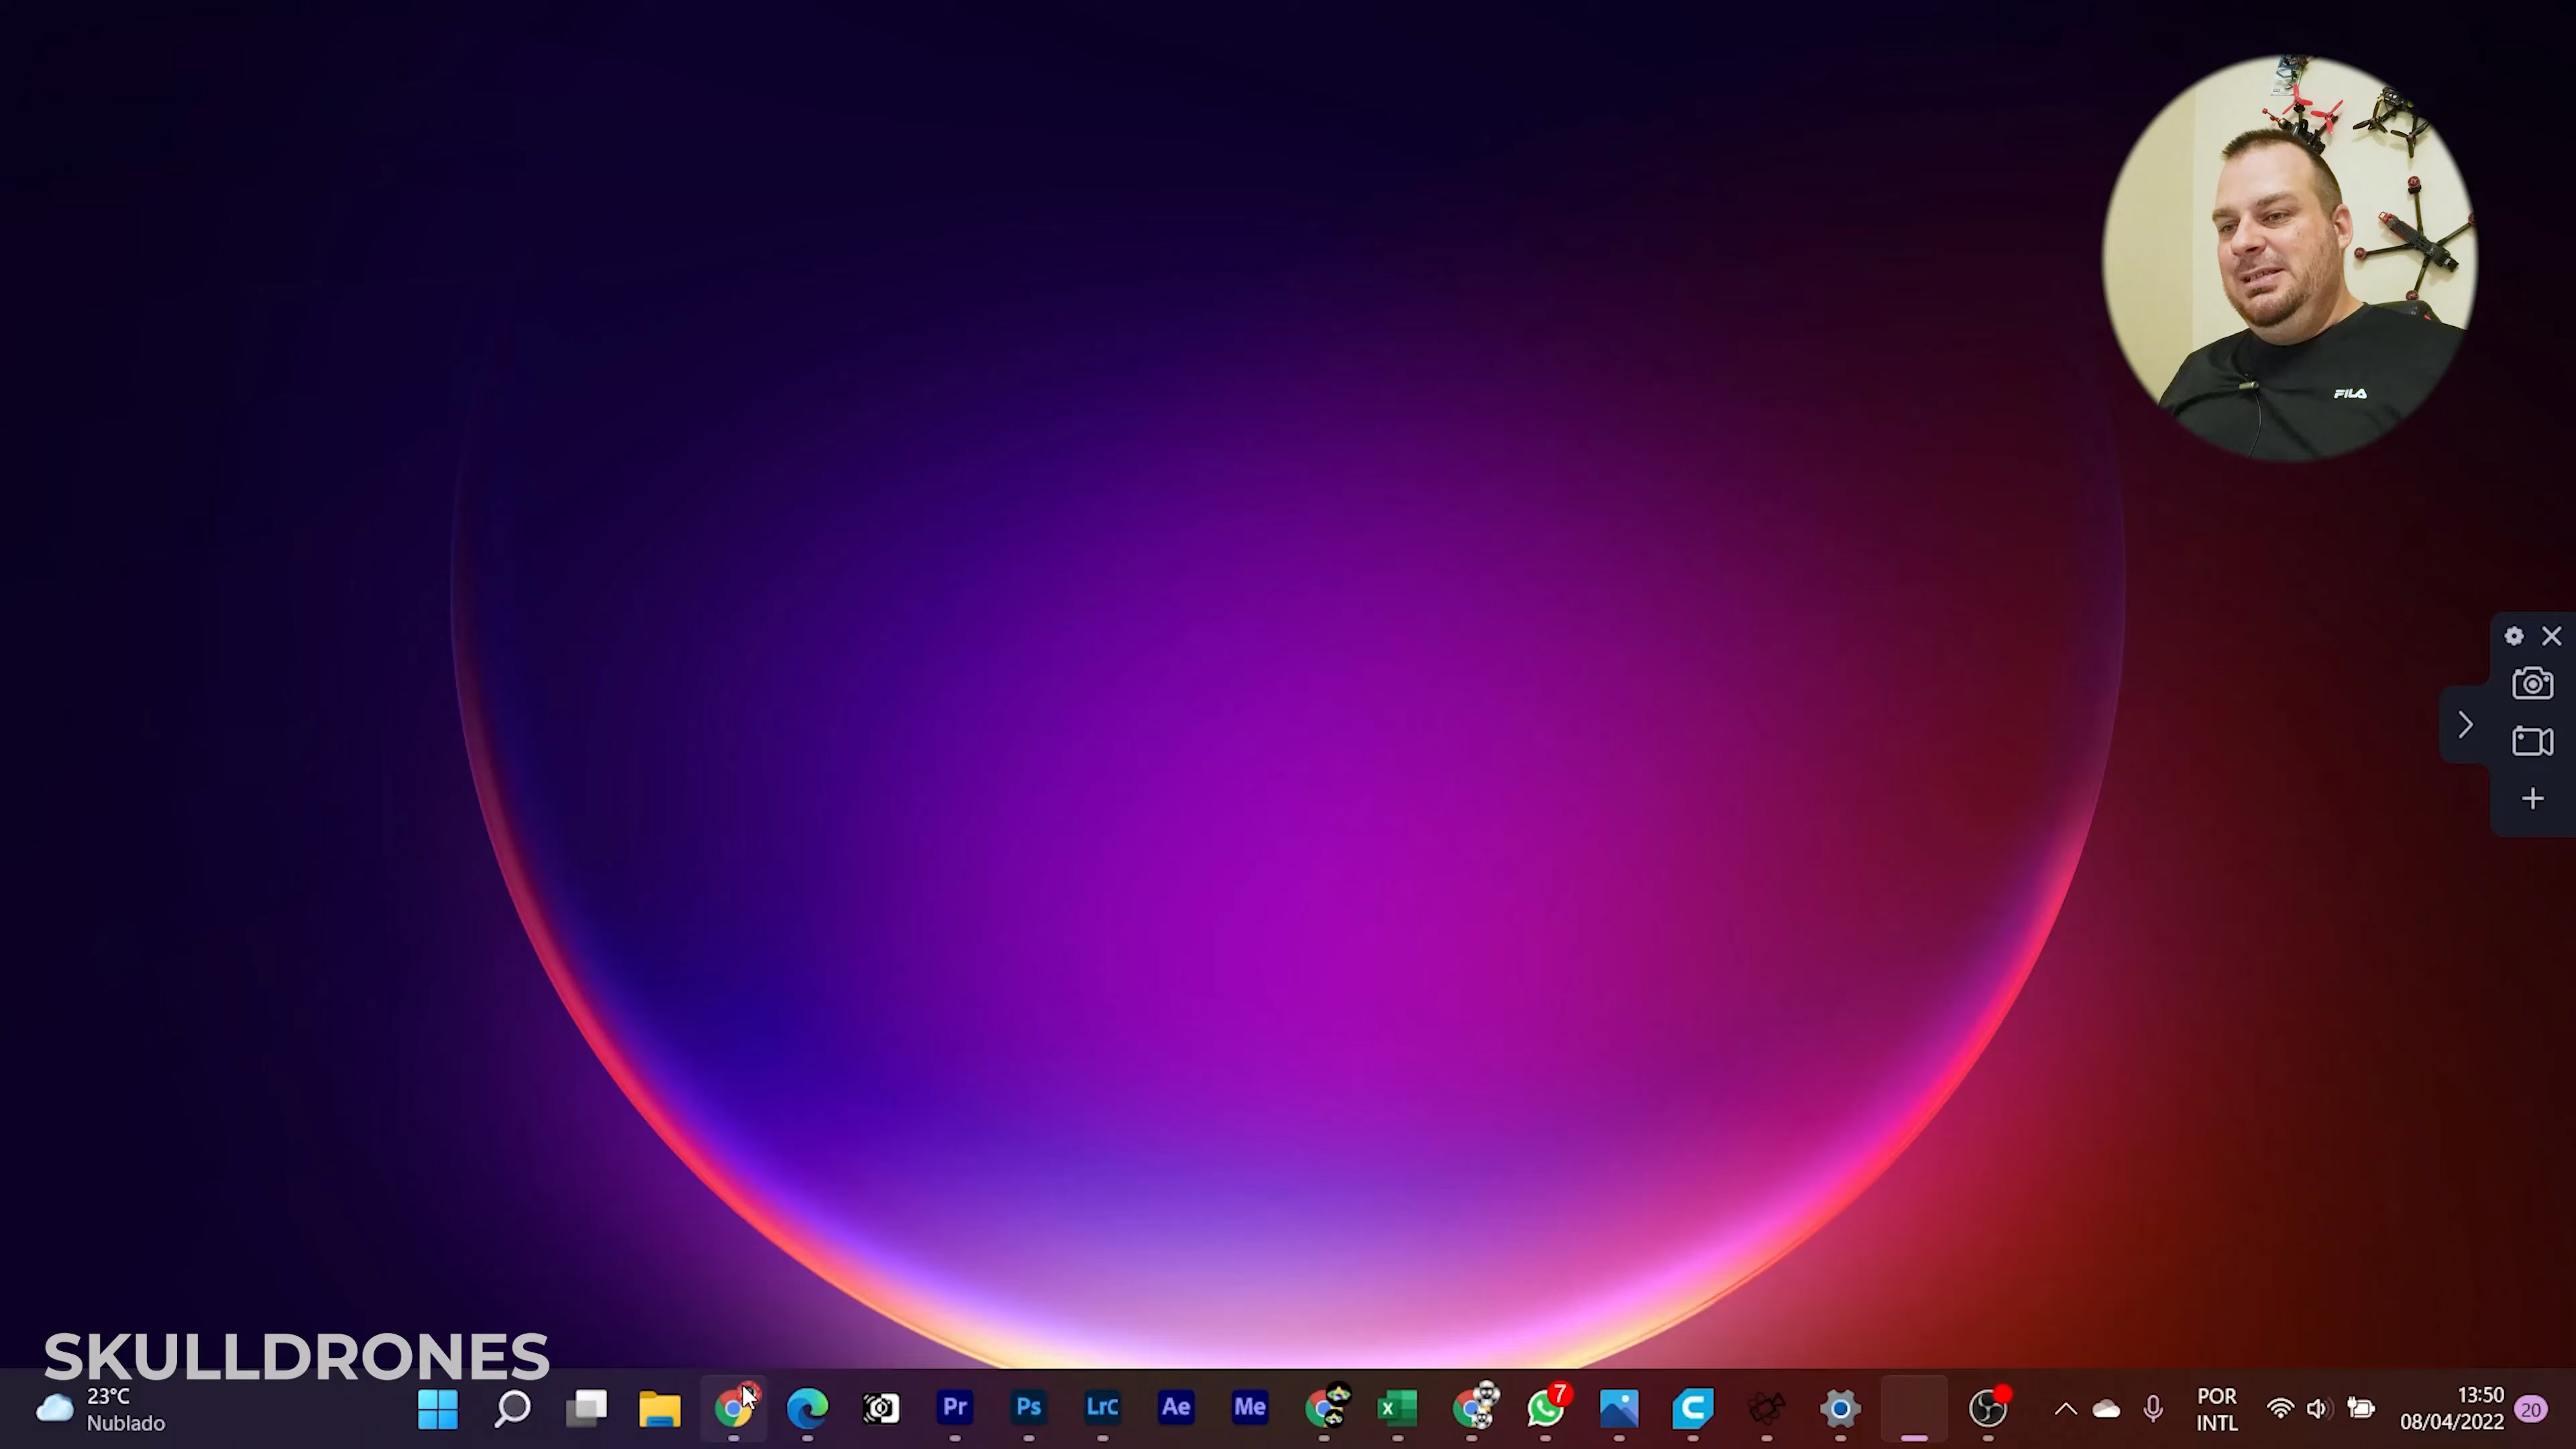 FILA
SKULLDRONES
23°C
Nublado
Pr
Ps
LrC
Ae
Me
7
POR
INTL
13:50
08/04/2022
20